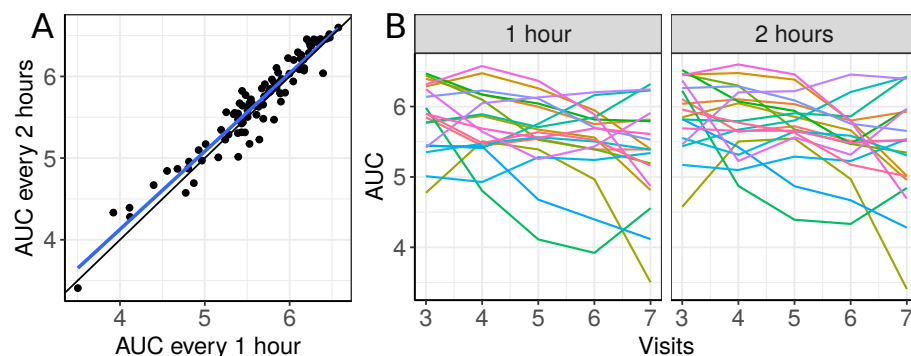 A
AUC every 2 hours
6
5
4
4 5 6
AUC every 1 hour
B
1 hour 2 hours
AUC
6
5
4
3 4 5 6 7 3 4 5 6 7
Visits